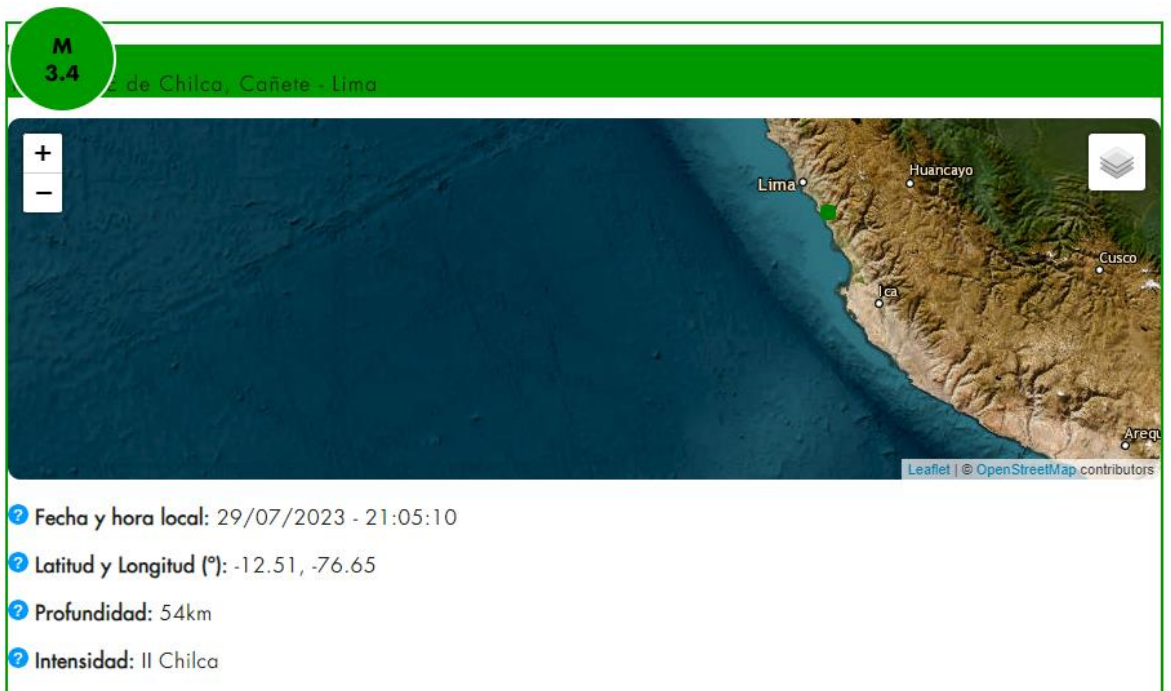 M
3.4
E de Chilca, Cañete - Lima
+
−
Lima
Huancayo
Cusco
Ica
Leaflet | © OpenStreetMap contributors
Fecha y hora local: 29/07/2023 - 21:05:10
Latitud y Longitud (º): -12.51, -76.65
Profundidad: 54km
Intensidad: II Chilca